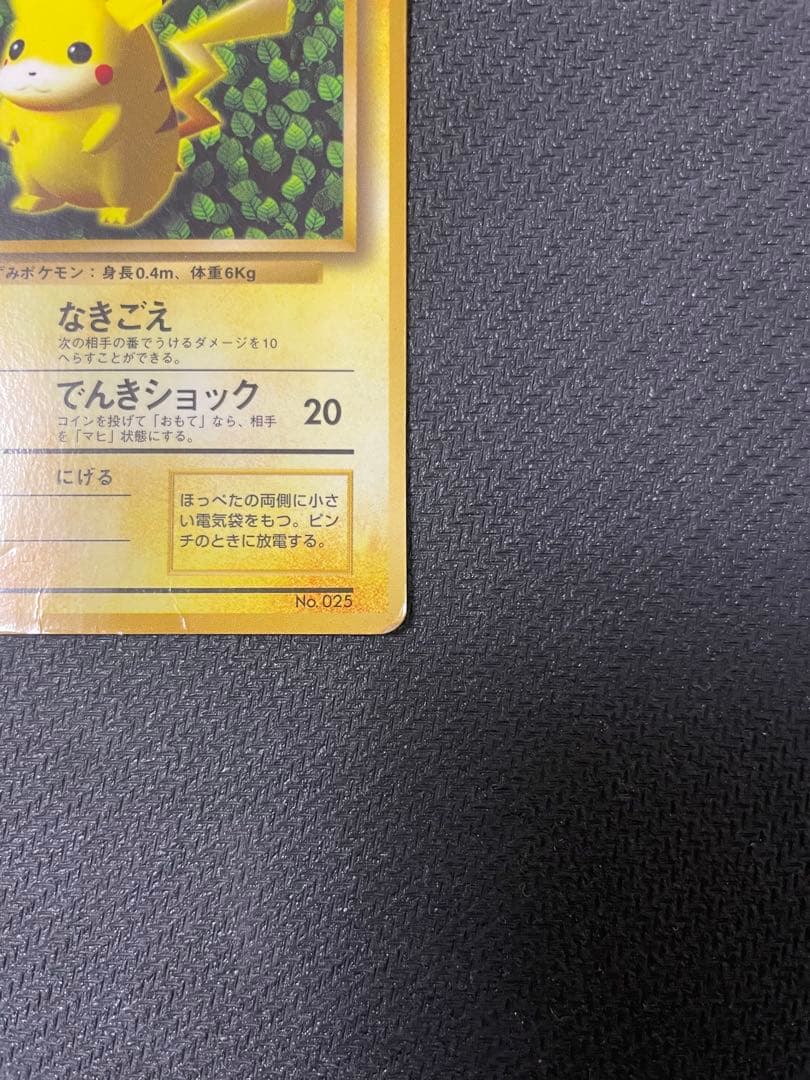 ずみポケモン：身長0.4m、体重6Kg
なきごえ
次の相手の番でうけるダメージを10
へらすことができる。
でんきショック 20
コインを投げて「おもて」なら、相手
を「マヒ」状態にする。
にげる
ほっぺたの両側に小さ
い電気袋をもつ。ピン
チのときに放電する。
No. 025